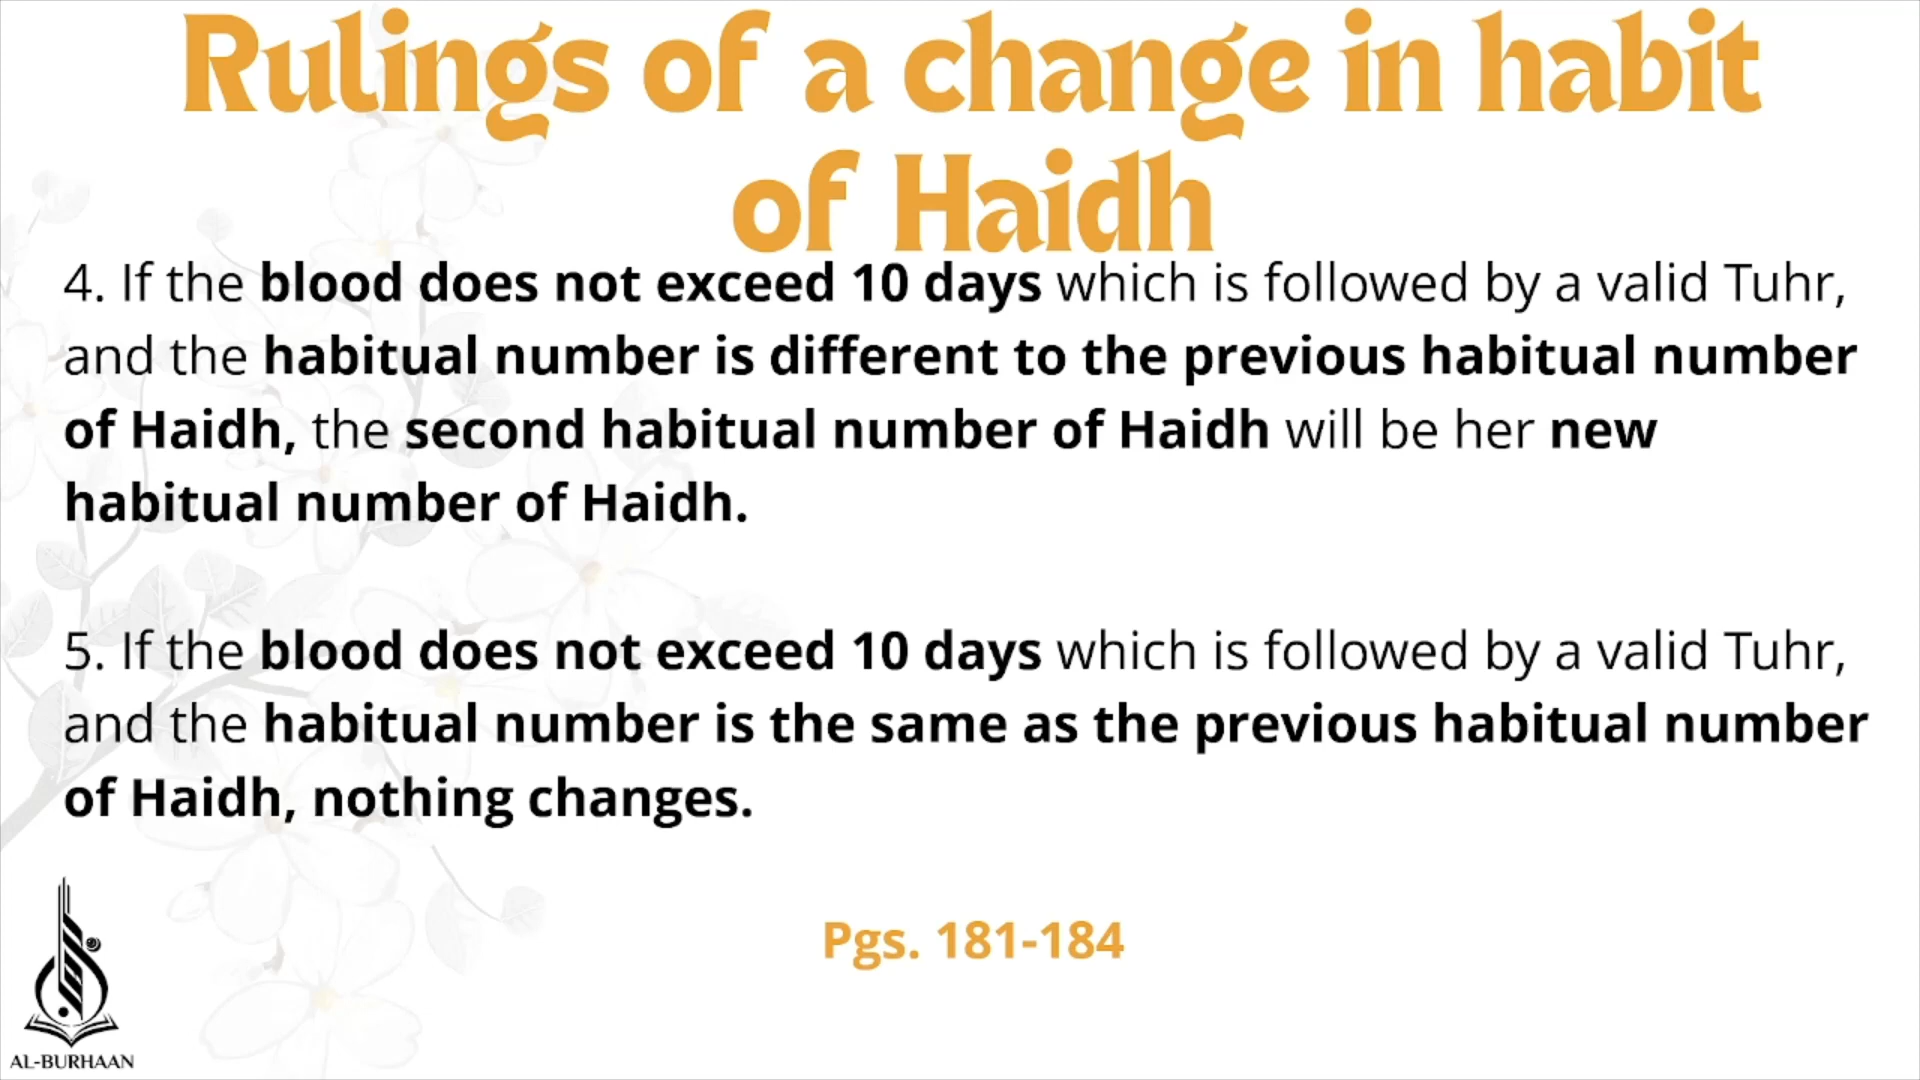 Rulings of a change in habit
of Haidh
4. If the blood does not exceed 10 days which is followed by a valid Tuhr,
and the habitual number is different to the previous habitual number
of Haidh, the second habitual number of Haidh will be her new
habitual number of Haidh.
5. If the blood does not exceed 10 days which is followed by a valid Tuhr,
and the habitual number is the same as the previous habitual number
of Haidh, nothing changes.
Pgs. 181-184
AL-BURHAAN